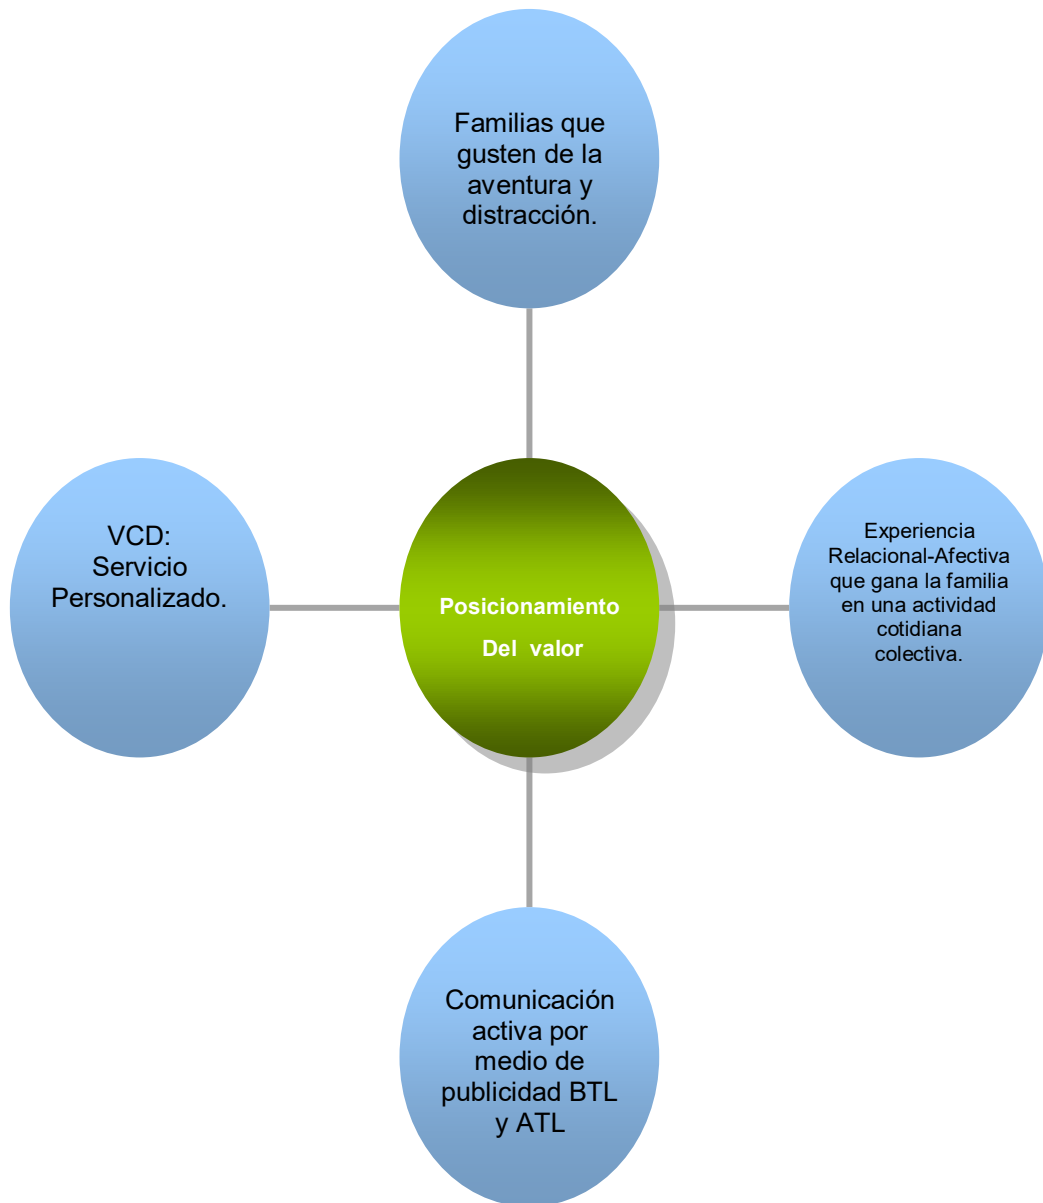 Familias que
gusten de la
aventura y
distracción.
VCD:
Servicio
Personalizado.
Posicionamiento
Del valor
Experiencia
Relacional-Afectiva
que gana la familia
en una actividad
cotidiana
colectiva.
Comunicación
activa por
medio de
publicidad BTL
y ATL